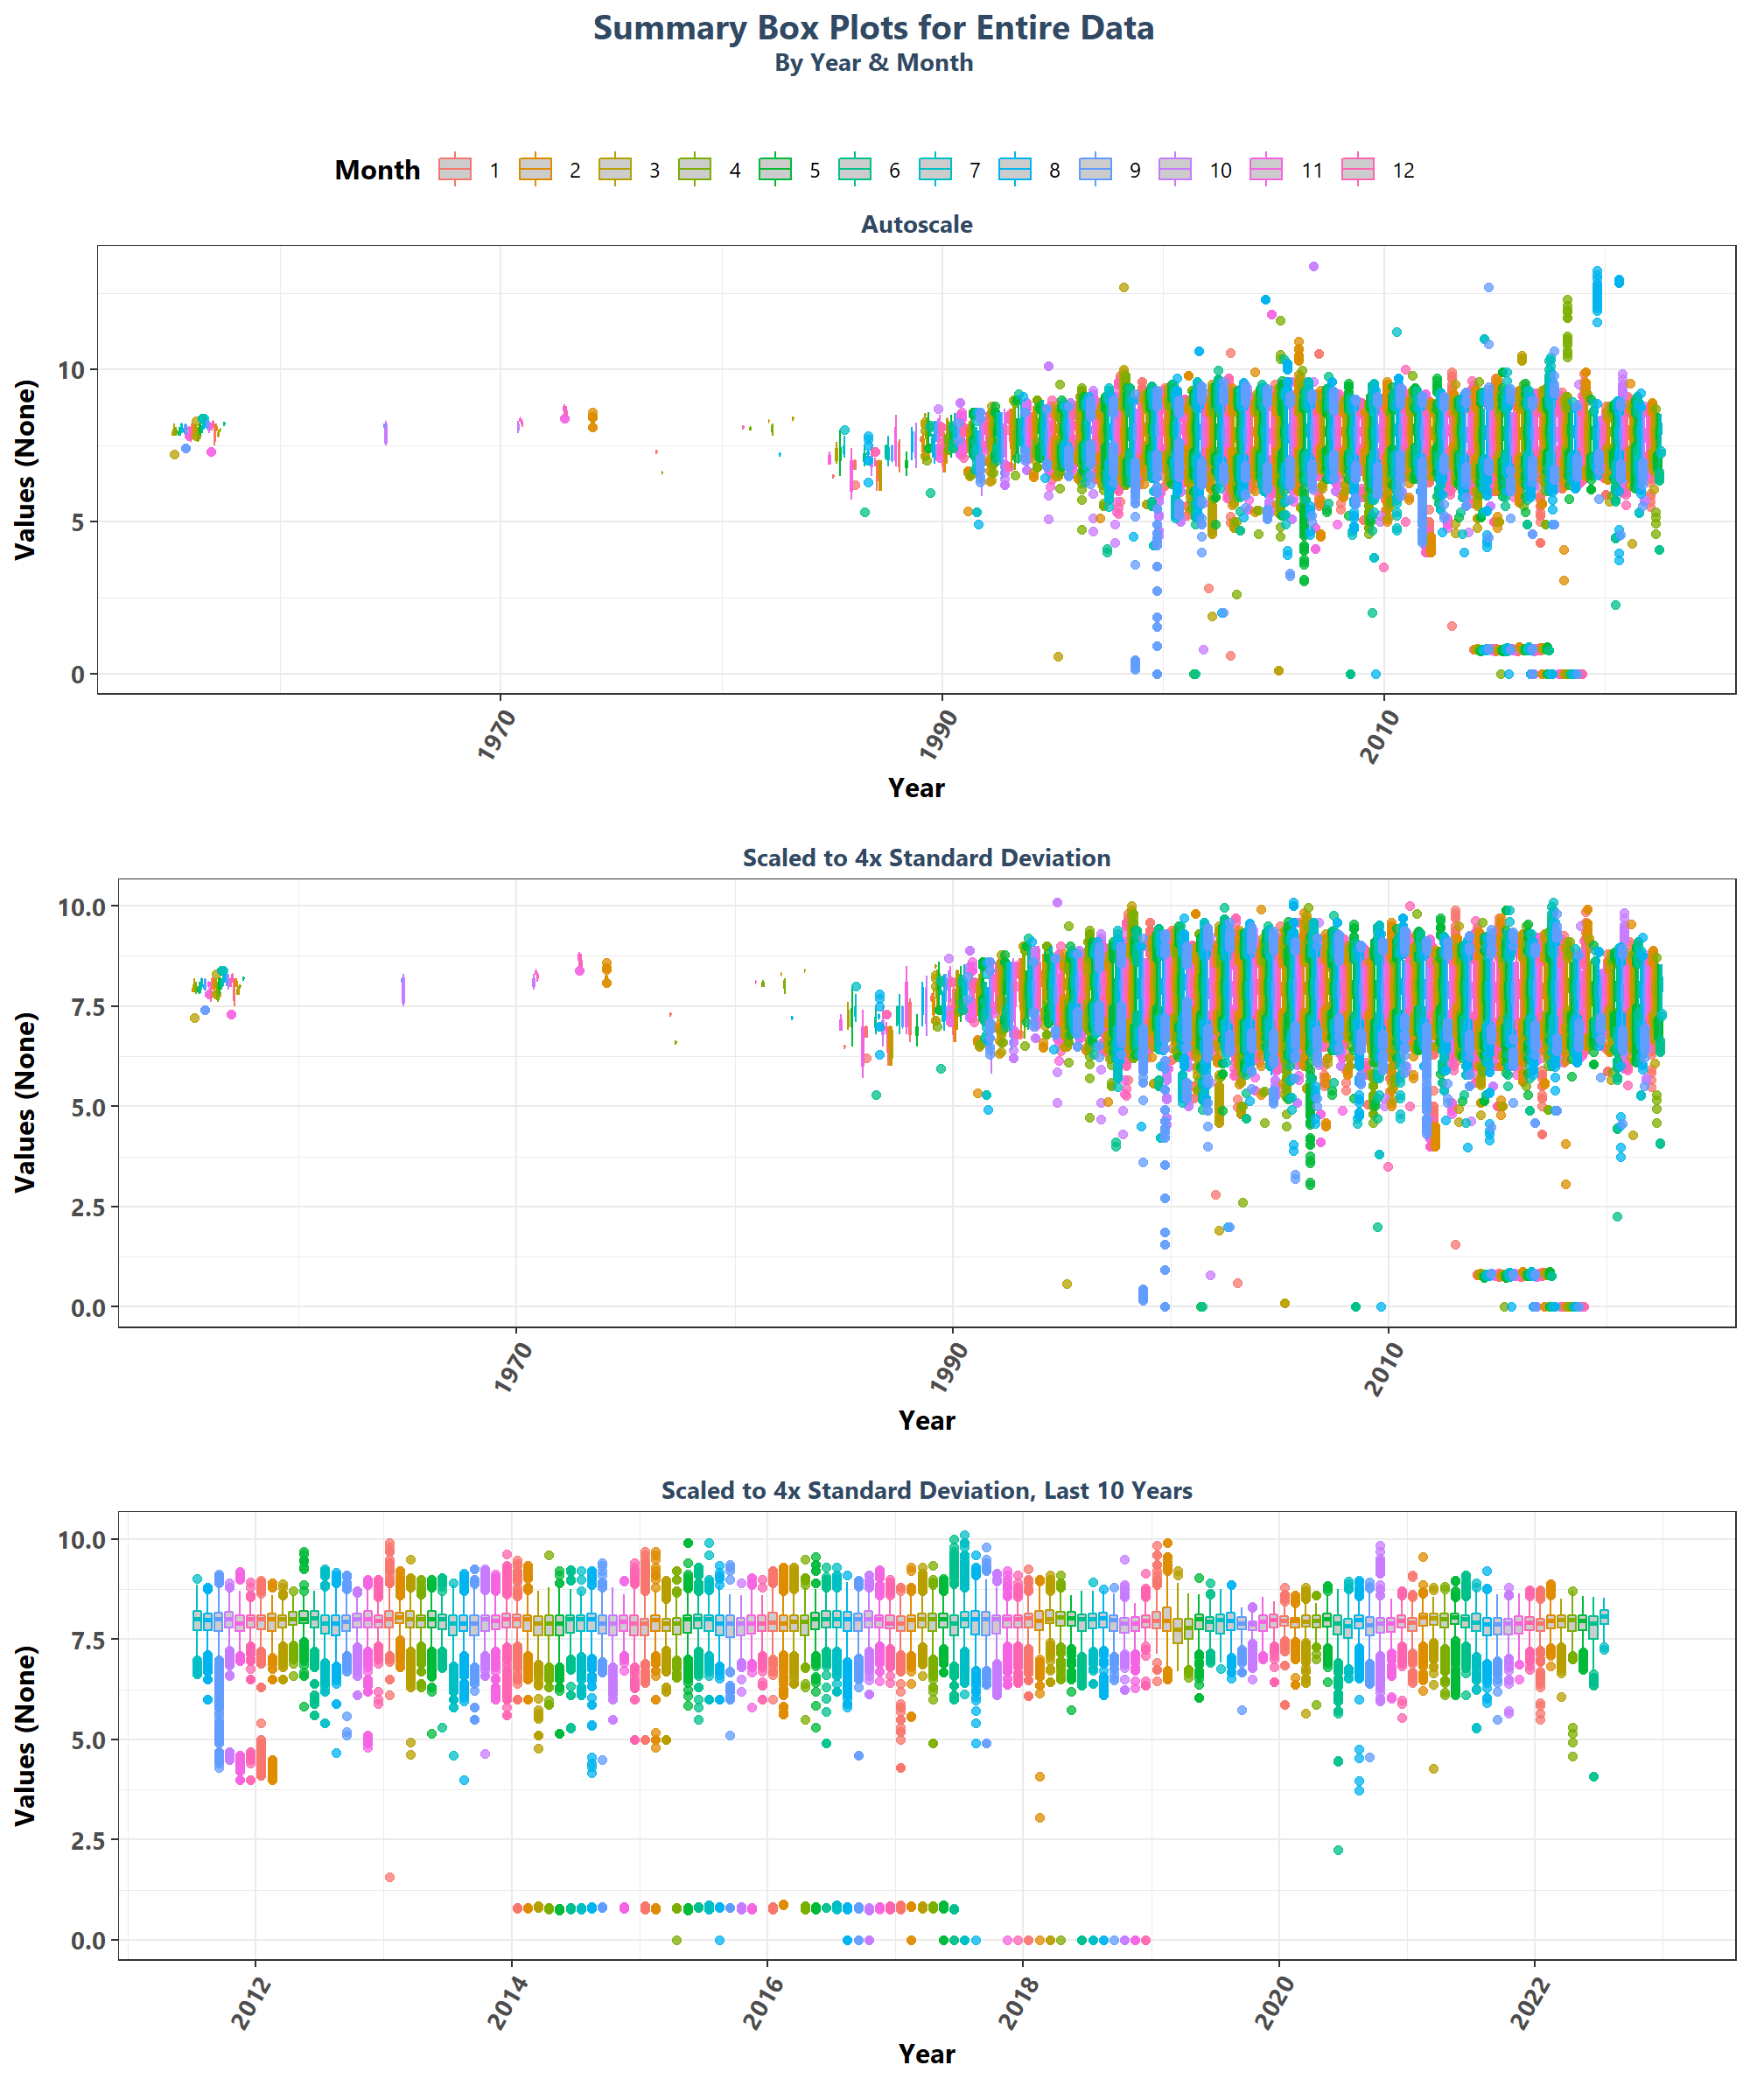 Summary Box Plots for Entire Data
By Year & Month
Month 1 2 3 4 5 6 7 8 9 10 11 12
Autoscale
Values (None)
10
5
0
1970 1990 2010
Year
Scaled to 4x Standard Deviation
Values (None)
10.0
7.5
5.0
2.5
0.0
1970 1990 2010
Year
Scaled to 4x Standard Deviation, Last 10 Years
Values (None)
10.0
7.5
5.0
2.5
0.0
2012 2014 2016 2018 2020 2022
Year